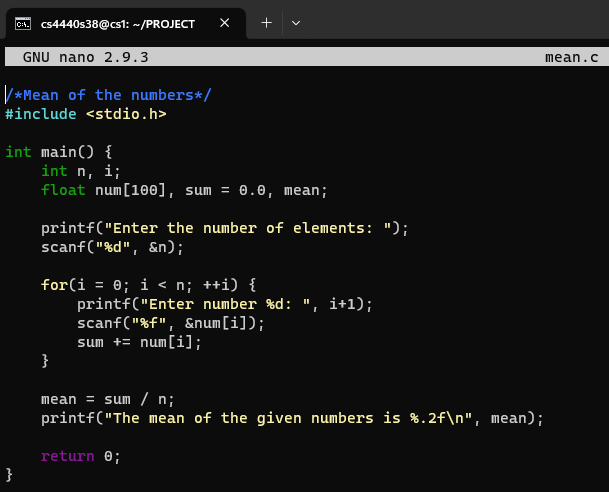 cs4440s38@cs1: ~/PROJECT
GNU nano 2.9.3 mean.c
/*Mean of the numbers*/
#include <stdio.h>
int main() {
    int n, i;
    float num[100], sum = 0.0, mean;
    printf("Enter the number of elements: ");
    scanf("%d", &n);
    for(i = 0; i < n; ++i) {
        printf("Enter number %d: ", i+1);
        scanf("%f", &num[i]);
        sum += num[i];
    }
    mean = sum / n;
    printf("The mean of the given numbers is %.2f\n", mean);
    return 0;
}